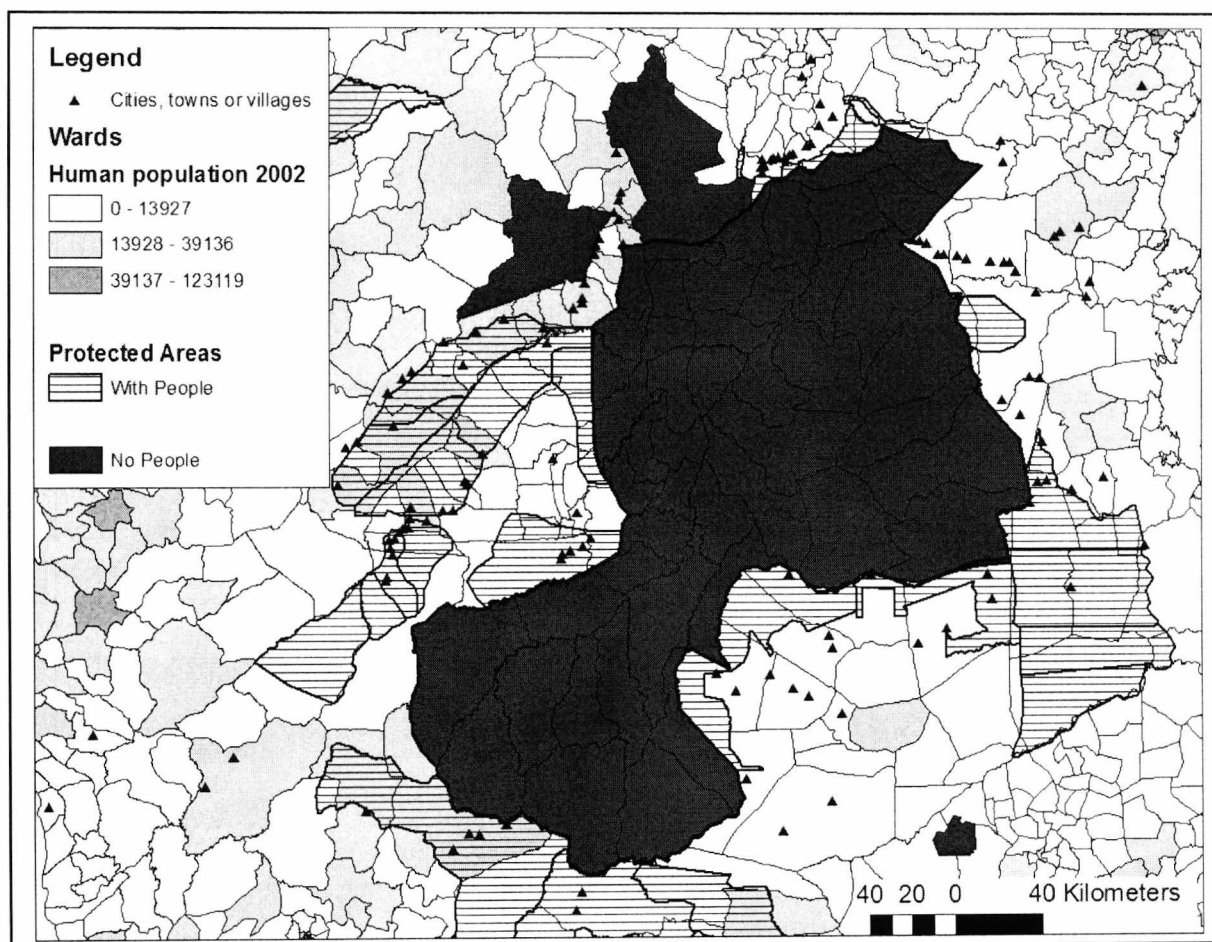 Legend
Cities, towns or villages
Wards
Human population 2002
0 - 13927
13928 - 39136
39137 - 123119
Protected Areas
With People
No People
40 20 0 40 Kilometers